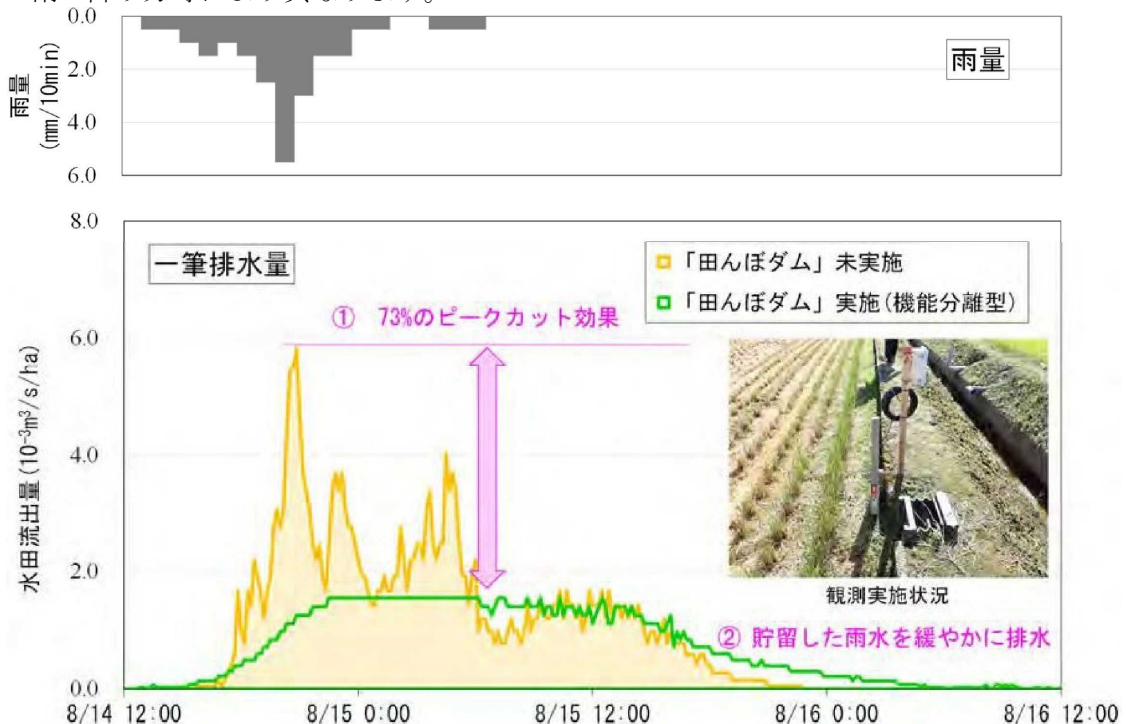 0.0
2.0
4.0
6.0
雨量
(mm/10min)
雨量
8.0
6.0
4.0
2.0
0.0
水田流出量(10⁻³m³/s/ha)
一筆排水量
「田んぼダム」未実施
「田んぼダム」実施(機能分離型)
① 73%のピークカット効果
観測実施状況
② 貯留した雨水を緩やかに排水
8/14 12:00
8/15 0:00
8/15 12:00
8/16 0:00
8/16 12:00